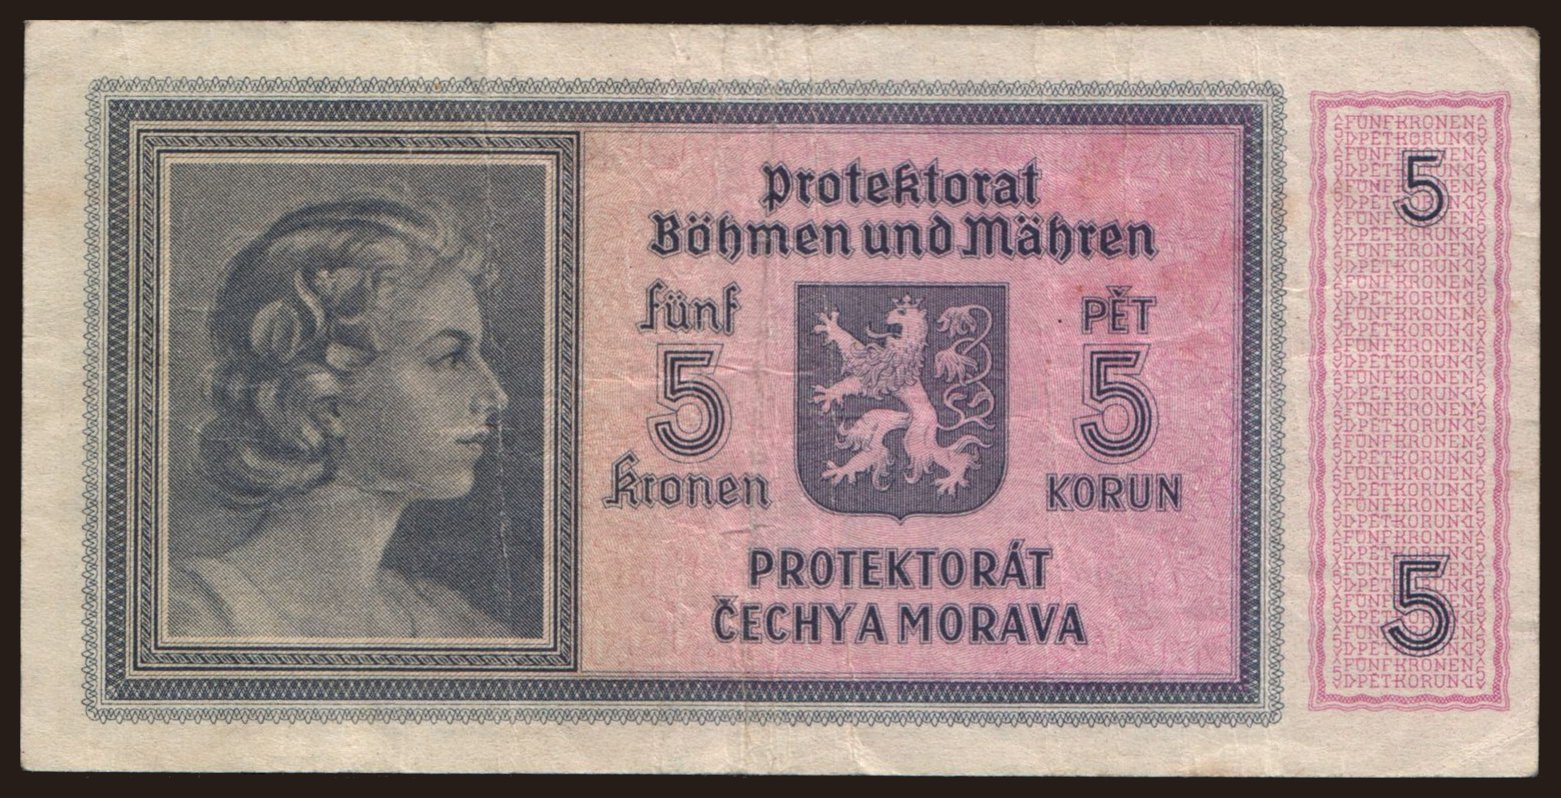 Protektorat
Böhmen und Mähren
fünf
5
Kronen
PĚT
5
KORUN
PROTEKTORÁT
ČECHY A MORAVA
5
5